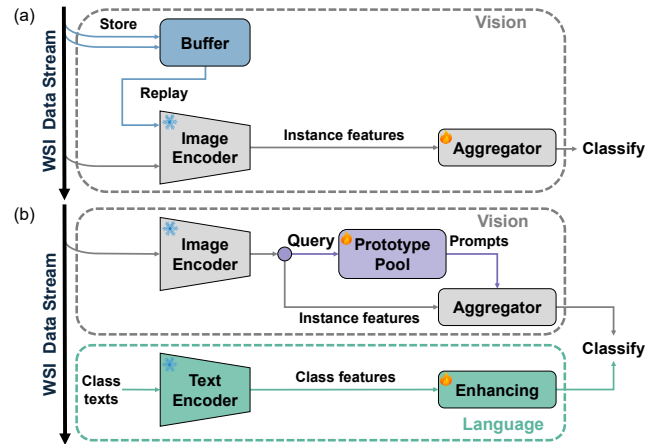 (a)
Vision
Store
Buffer
Replay
WSI Data Stream
Image
Encoder
Instance features
Aggregator
Classify
(b)
Vision
Image
Encoder
Query
Prototype
Pool
Prompts
Instance features
Aggregator
WSI Data Stream
Classify
Class
texts
Text
Encoder
Class features
Enhancing
Language